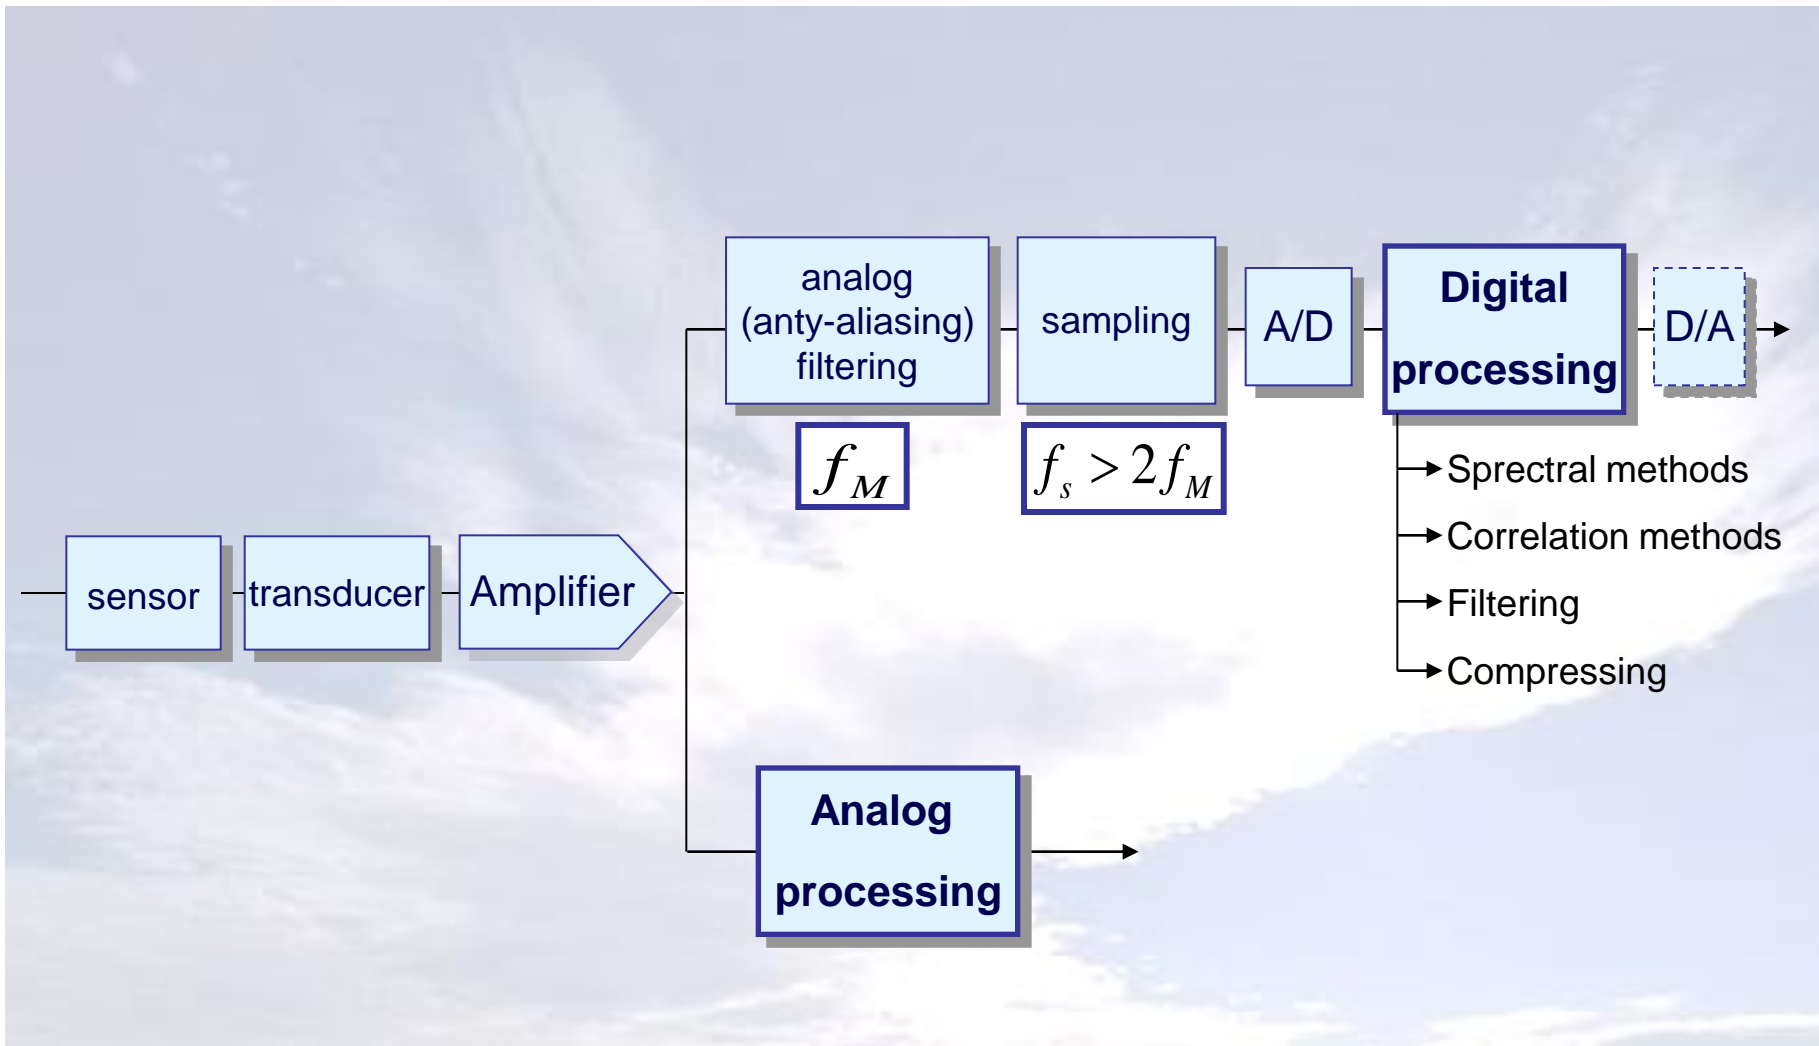 sensor
transducer
Amplifier
analog
(anty-aliasing)
filtering
f_M
sampling
f_s > 2f_M
A/D
Digital
processing
D/A
Sprectral methods
Correlation methods
Filtering
Compressing
Analog
processing